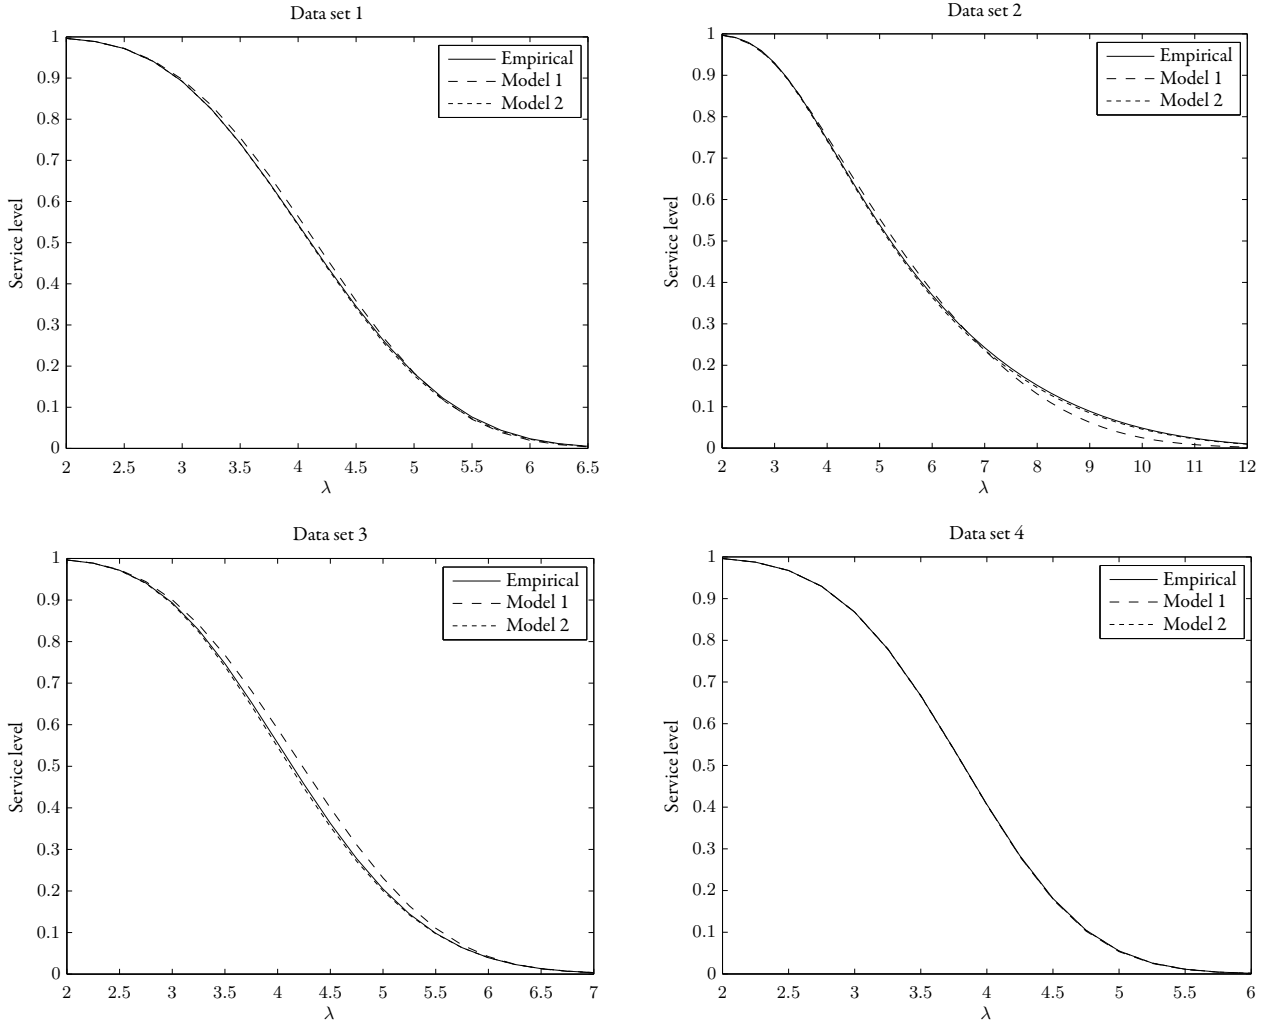 Data set 1
1
0.9
0.8
0.7
0.6
0.5
0.4
0.3
0.2
0.1
0
Service level
Empirical
Model 1
Model 2
2 2.5 3 3.5 4 4.5 5 5.5 6 6.5
λ
Data set 2
1
0.9
0.8
0.7
0.6
0.5
0.4
0.3
0.2
0.1
0
Service level
Empirical
Model 1
Model 2
2 3 4 5 6 7 8 9 10 11 12
λ
Data set 3
1
0.9
0.8
0.7
0.6
0.5
0.4
0.3
0.2
0.1
0
Service level
Empirical
Model 1
Model 2
2 2.5 3 3.5 4 4.5 5 5.5 6 6.5 7
λ
Data set 4
1
0.9
0.8
0.7
0.6
0.5
0.4
0.3
0.2
0.1
0
Service level
Empirical
Model 1
Model 2
2 2.5 3 3.5 4 4.5 5 5.5 6
λ